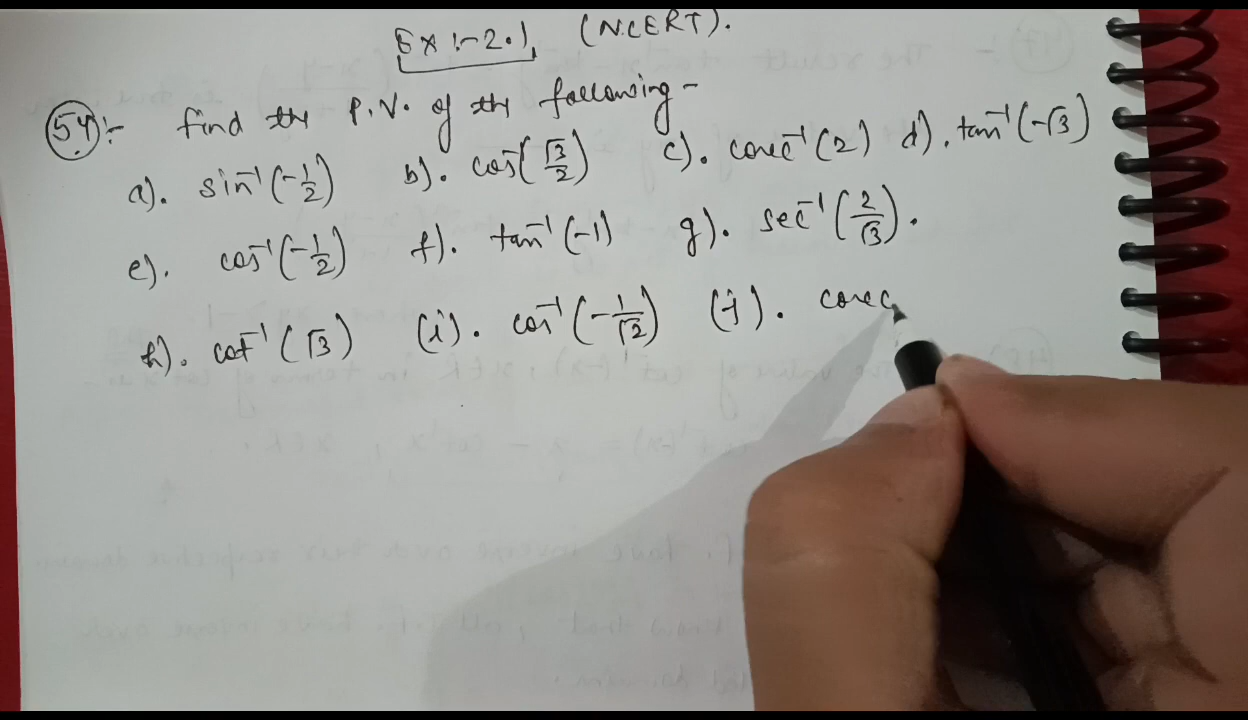 Ex :- 2.1, (NCERT).
54 :- find the P.V. of the following -
a). sin⁻¹(-1/2) b). cos⁻¹(√3/2) c). cosec⁻¹(2) d). tan⁻¹(-√3)
e). cos⁻¹(-1/2) f). tan⁻¹(-1) g). sec⁻¹(2/√3).
h). cot⁻¹(√3) (i). cos⁻¹(-1/√2) (j). cosec